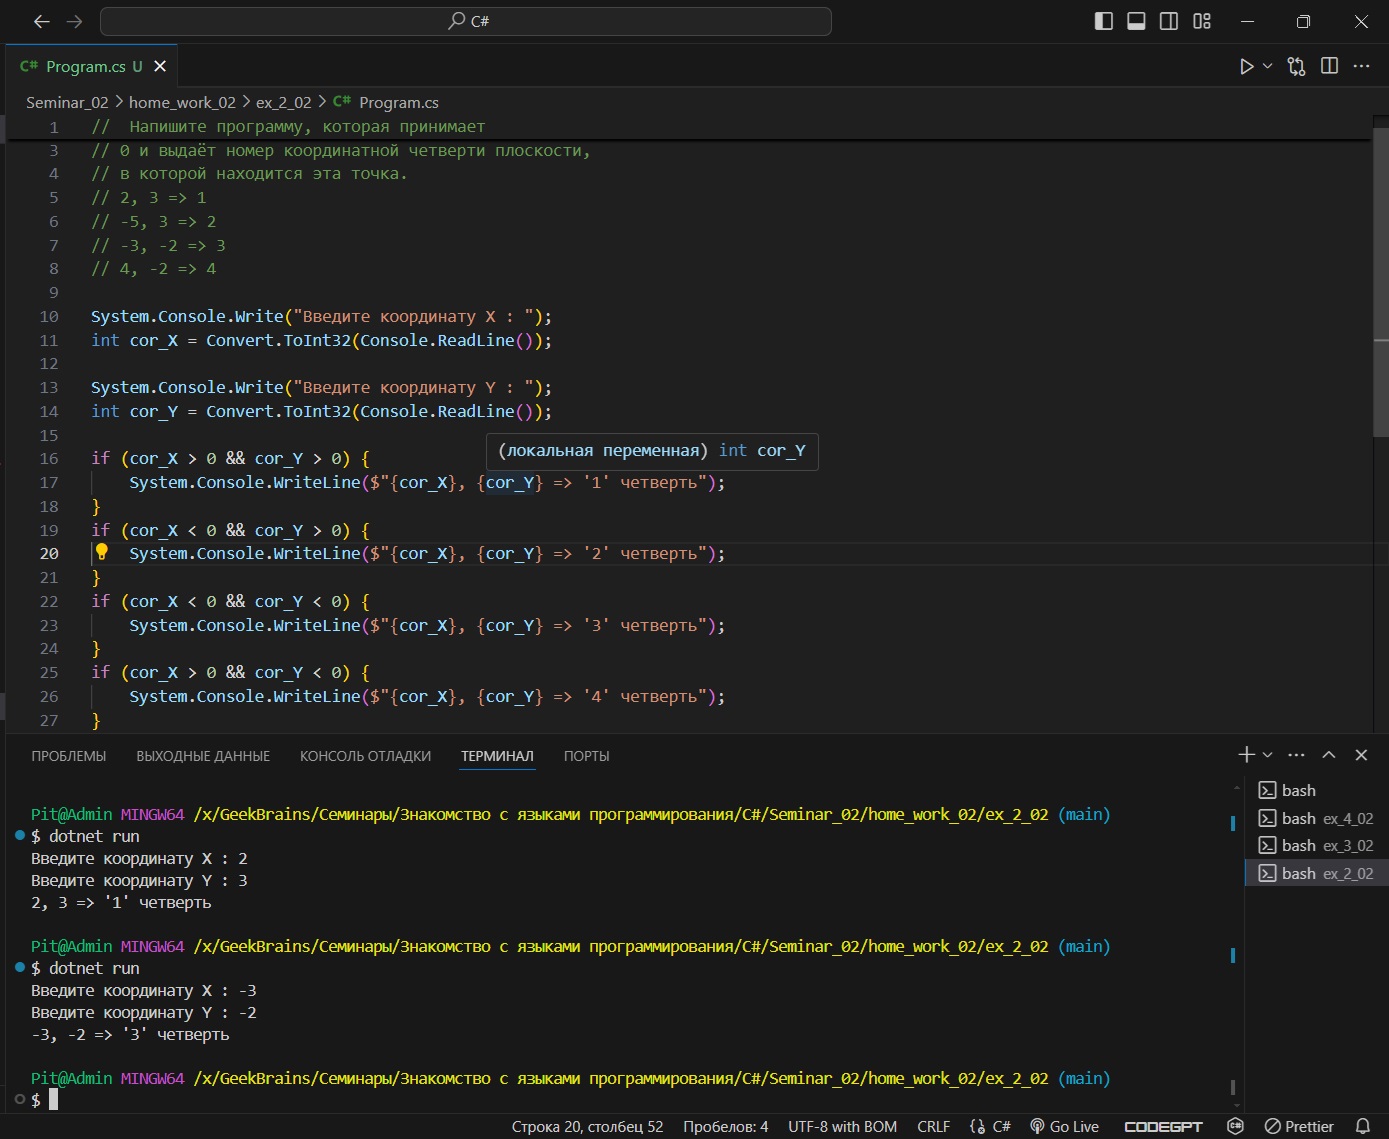 C#
C# Program.cs U
Seminar_02 > home_work_02 > ex_2_02 > C# Program.cs
1 //  Напишите программу, которая принимает
3 // 0 и выдаёт номер координатной четверти плоскости,
4 // в которой находится эта точка.
5 // 2, 3 => 1
6 // -5, 3 => 2
7 // -3, -2 => 3
8 // 4, -2 => 4
9
10 System.Console.Write("Введите координату X : ");
11 int cor_X = Convert.ToInt32(Console.ReadLine());
12
13 System.Console.Write("Введите координату Y : ");
14 int cor_Y = Convert.ToInt32(Console.ReadLine());
15
(локальная переменная) int cor_Y
16 if (cor_X > 0 && cor_Y > 0) {
17     System.Console.WriteLine($"{cor_X}, {cor_Y} => '1' четверть");
18 }
19 if (cor_X < 0 && cor_Y > 0) {
20     System.Console.WriteLine($"{cor_X}, {cor_Y} => '2' четверть");
21 }
22 if (cor_X < 0 && cor_Y < 0) {
23     System.Console.WriteLine($"{cor_X}, {cor_Y} => '3' четверть");
24 }
25 if (cor_X > 0 && cor_Y < 0) {
26     System.Console.WriteLine($"{cor_X}, {cor_Y} => '4' четверть");
27 }
ПРОБЛЕМЫ ВЫХОДНЫЕ ДАННЫЕ КОНСОЛЬ ОТЛАДКИ ТЕРМИНАЛ ПОРТЫ
Pit@Admin MINGW64 /x/GeekBrains/Семинары/Знакомство с языками программирования/C#/Seminar_02/home_work_02/ex_2_02 (main)
$ dotnet run
Введите координату X : 2
Введите координату Y : 3
2, 3 => '1' четверть
Pit@Admin MINGW64 /x/GeekBrains/Семинары/Знакомство с языками программирования/C#/Seminar_02/home_work_02/ex_2_02 (main)
$ dotnet run
Введите координату X : -3
Введите координату Y : -2
-3, -2 => '3' четверть
Pit@Admin MINGW64 /x/GeekBrains/Семинары/Знакомство с языками программирования/C#/Seminar_02/home_work_02/ex_2_02 (main)
$
bash
bash ex_4_02
bash ex_3_02
bash ex_2_02
Строка 20, столбец 52 Пробелов: 4 UTF-8 with BOM CRLF C# Go Live CODEGPT Prettier